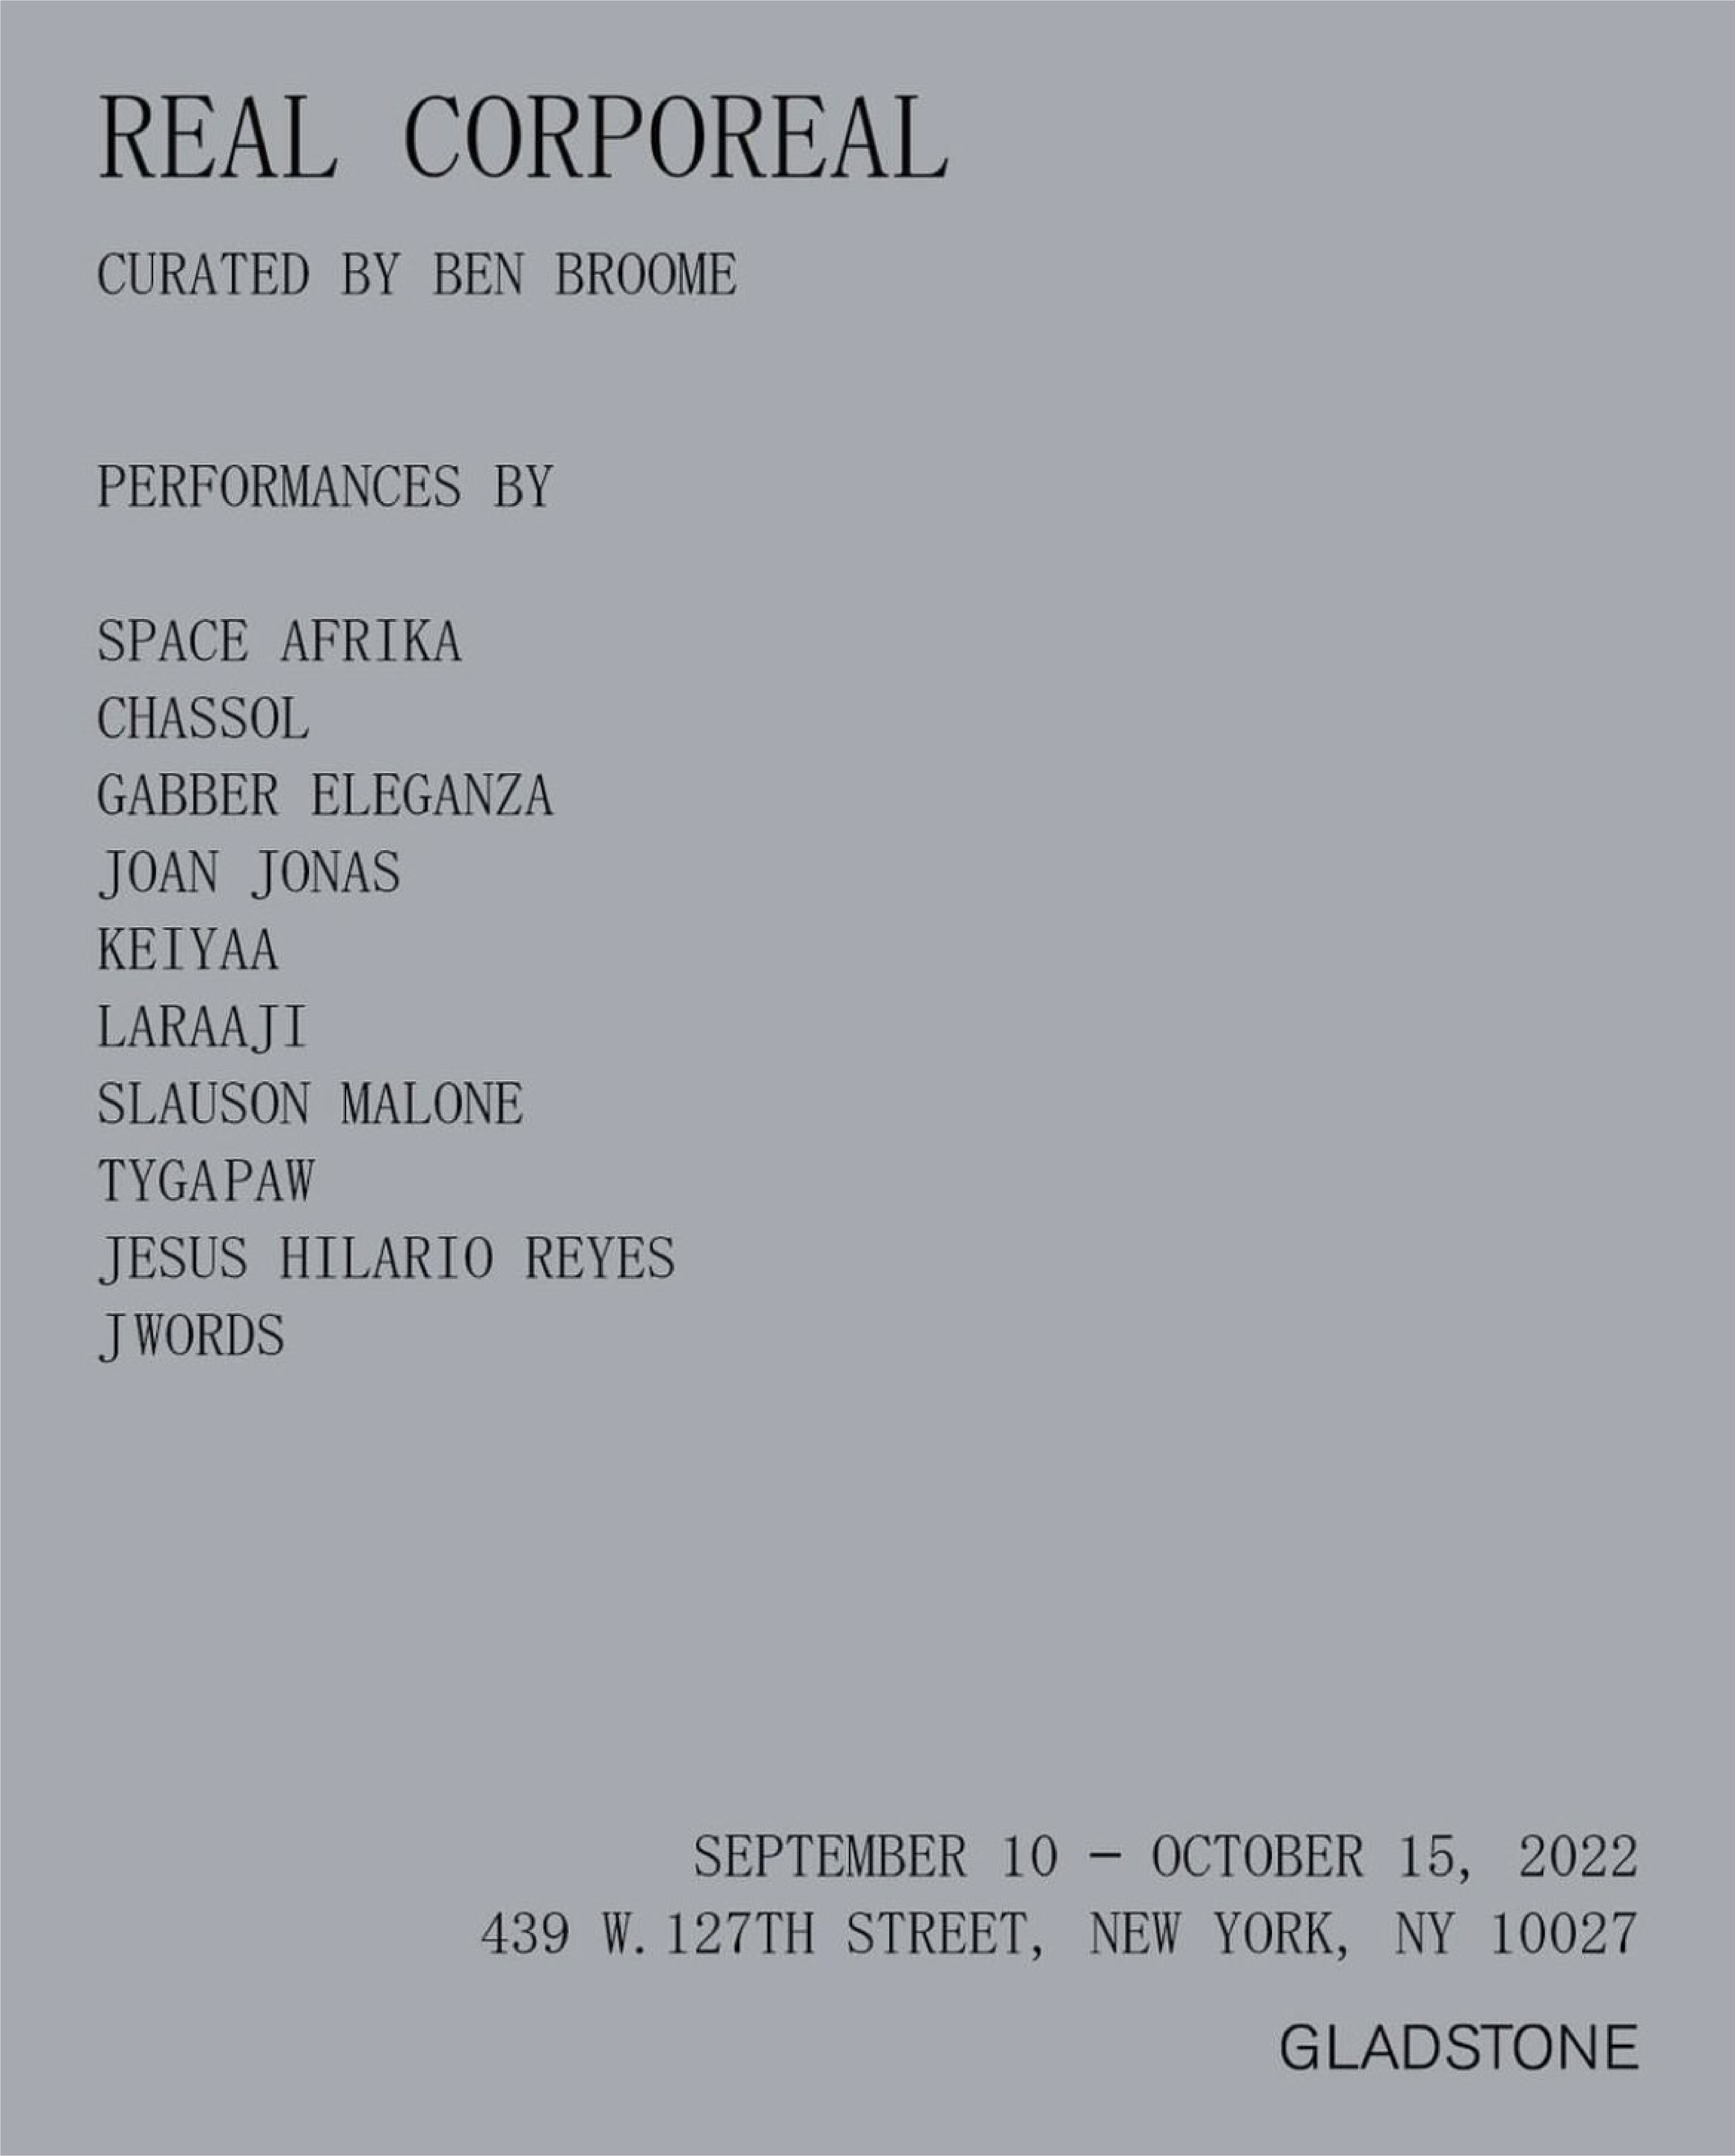 REAL CORPOREAL
CURATED BY BEN BROOME
PERFORMANCES BY
SPACE AFRIKA
CHASSOL
GABBER ELEGANZA
JOAN JONAS
KEIYAA
LARAAJI
SLAUSON MALONE
TYGAPAW
JESUS HILARIO REYES
JWORDS
SEPTEMBER 10 — OCTOBER 15, 2022
439 W. 127TH STREET, NEW YORK, NY 10027
GLADSTONE